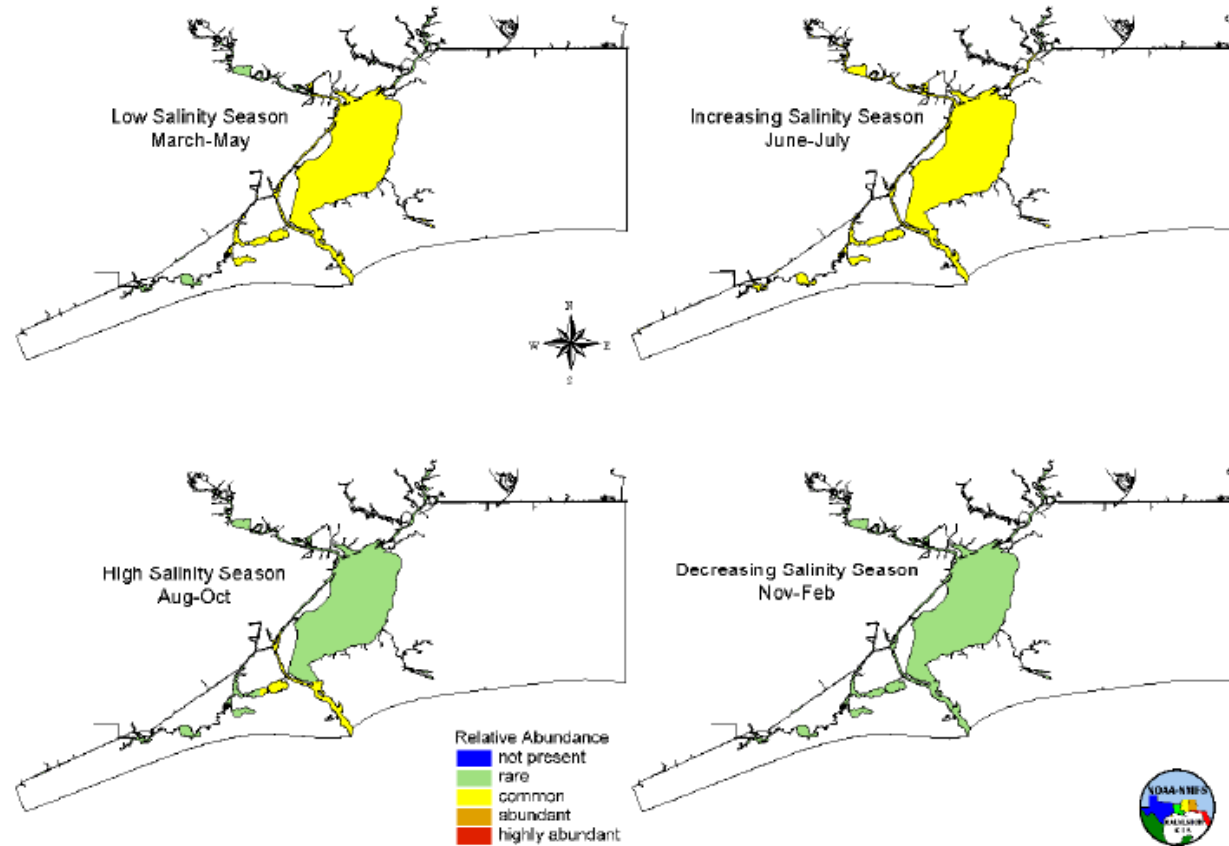 Low Salinity Season
March-May
Increasing Salinity Season
June-July
N
W
E
S
High Salinity Season
Aug-Oct
Decreasing Salinity Season
Nov-Feb
Relative Abundance
not present
rare
common
abundant
highly abundant
NOAA-NMFS